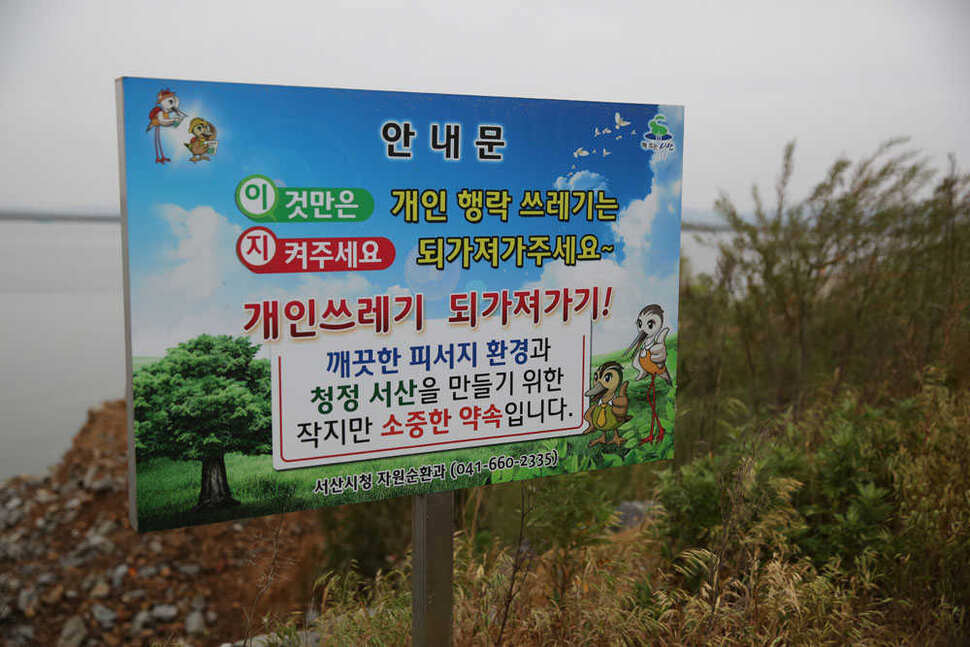 안내문
이것만은 개인 행락 쓰레기는
지켜주세요 되가져가주세요~
개인쓰레기 되가져가기!
깨끗한 피서지 환경과
청정 서산을 만들기 위한
작지만 소중한 약속입니다.
서산시청 자원순환과 (041-660-2335)